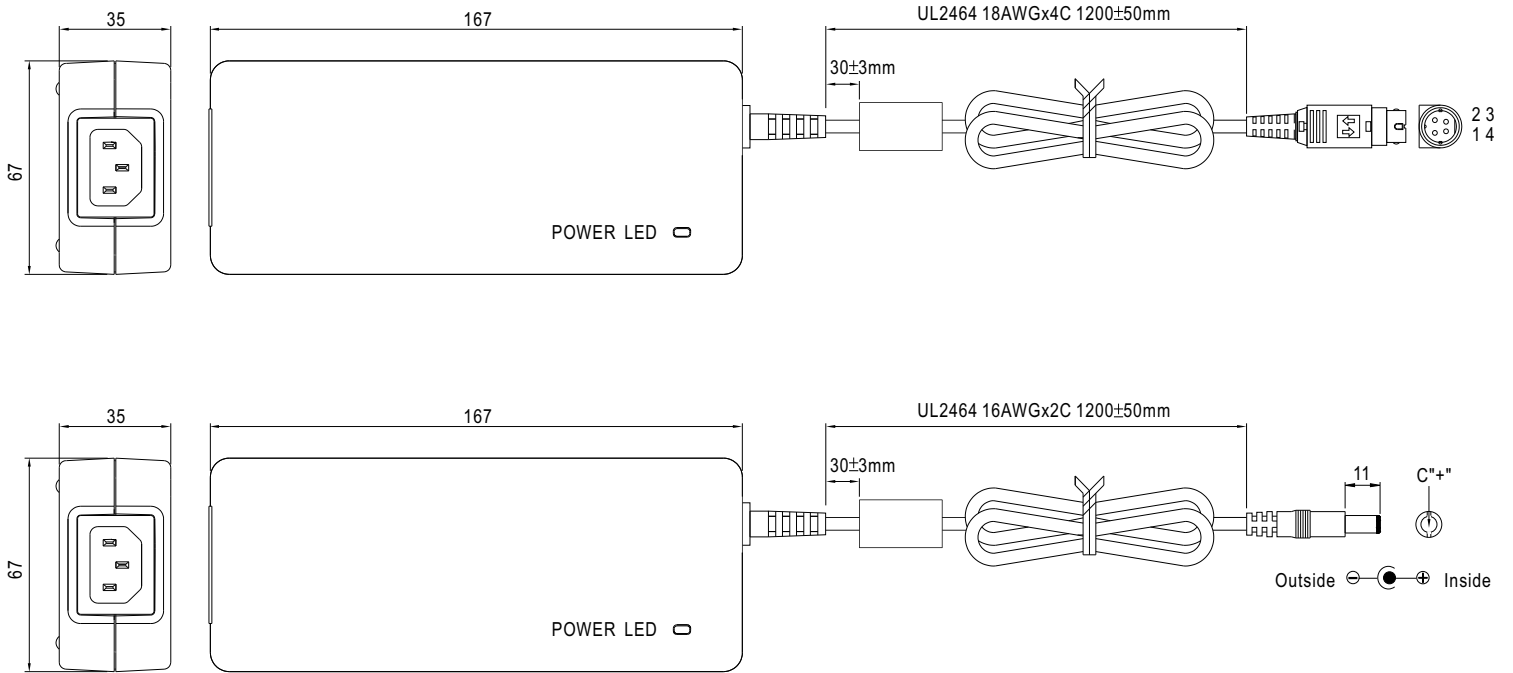 35
167
UL2464 18AWGx4C 1200±50mm
30±3mm
67
2 3
1 4
POWER LED
35
167
UL2464 16AWGx2C 1200±50mm
30±3mm
11
C"+"
67
Outside
Inside
POWER LED